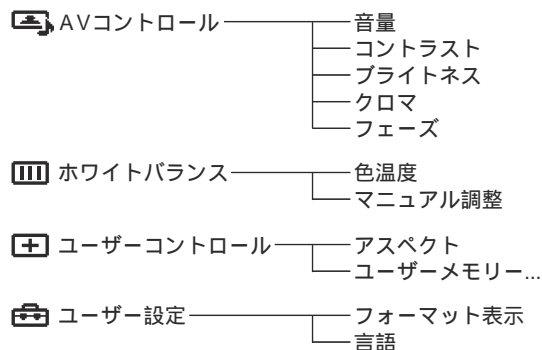 AVコントロール 音量
コントラスト
ブライトネス
クロマ
フェーズ
ホワイトバランス 色温度
マニュアル調整
ユーザーコントロール アスペクト
ユーザーメモリー...
ユーザー設定 フォーマット表示
言語